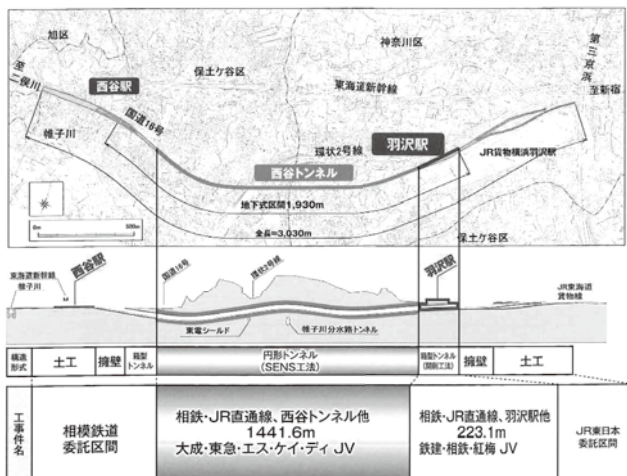 旭区
神奈川区
第三京浜
至新宿
保土ケ谷区
至二俣川
西谷駅
東海道新幹線
国道16号
帷子川
環状2号線
羽沢駅
JR貨物横浜羽沢駅
西谷トンネル
地下式区間1,930m
0m
500m
全長=3,030m
保土ケ谷区
東海道新幹線
帷子川
西谷駅
国道16号
環状2号線
羽沢駅
JR東海道
貨物線
東電シールド
帷子川分水路トンネル
構造形式
土工
擁壁
箱型
トンネル
円形トンネル
(SENS工法)
箱型トンネル
(開削工法)
擁壁
土工
工事件名
相模鉄道
委託区間
相鉄・JR直通線、西谷トンネル他
1441.6m
大成・東急・エス・ケイ・ディ JV
相鉄・JR直通線、羽沢駅他
223.1m
鉄建・相鉄・紅梅 JV
JR東日本
委託区間